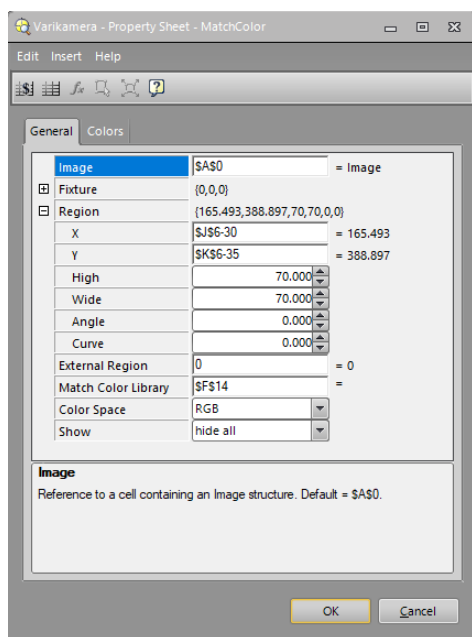 Varikamera - Property Sheet - MatchColor
Edit Insert Help
$ fx ?
General Colors
Image $A$0 = Image
Fixture {0,0,0}
Region {165.493,388.897,70,70,0,0}
X $J$6-30 = 165.493
Y $K$6-35 = 388.897
High 70.000
Wide 70.000
Angle 0.000
Curve 0.000
External Region 0 = 0
Match Color Library $F$14 =
Color Space RGB
Show hide all
Image
Reference to a cell containing an Image structure. Default = $A$0.
OK Cancel